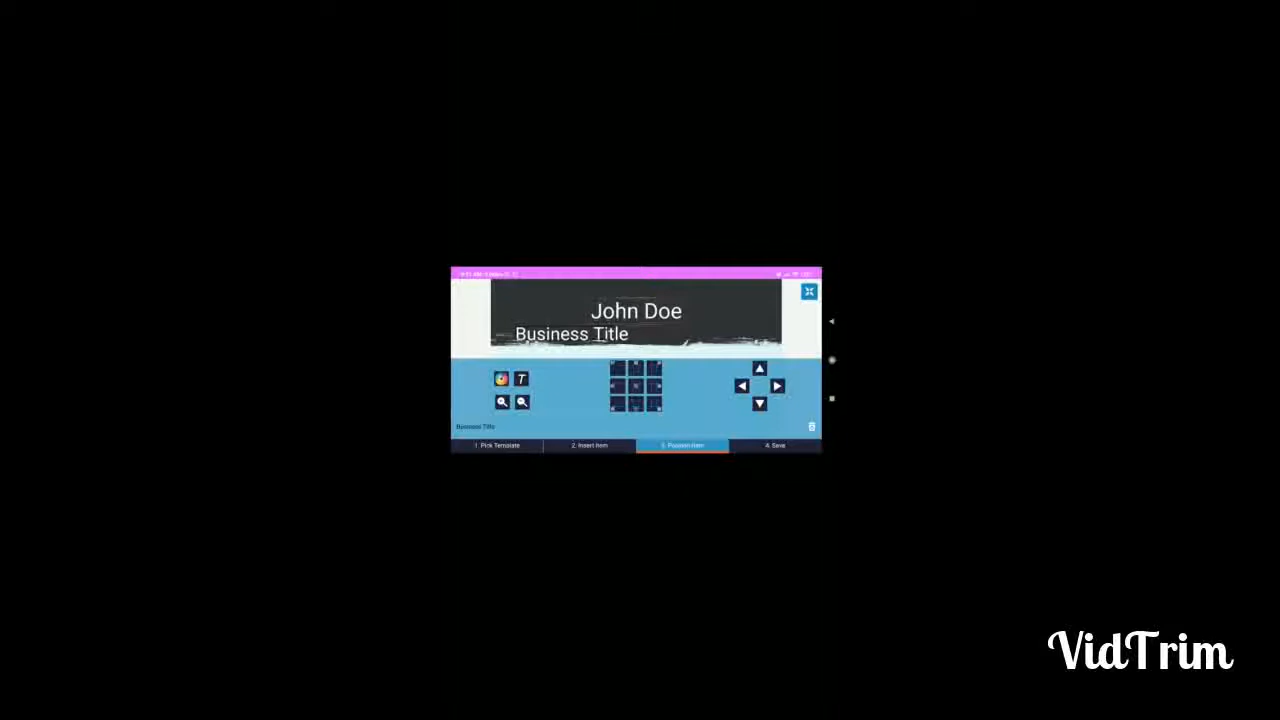 John Doe
Business Title
T
Business Title
1. Pick Template
2. Insert Item
3. Position Item
4. Save
VidTrim